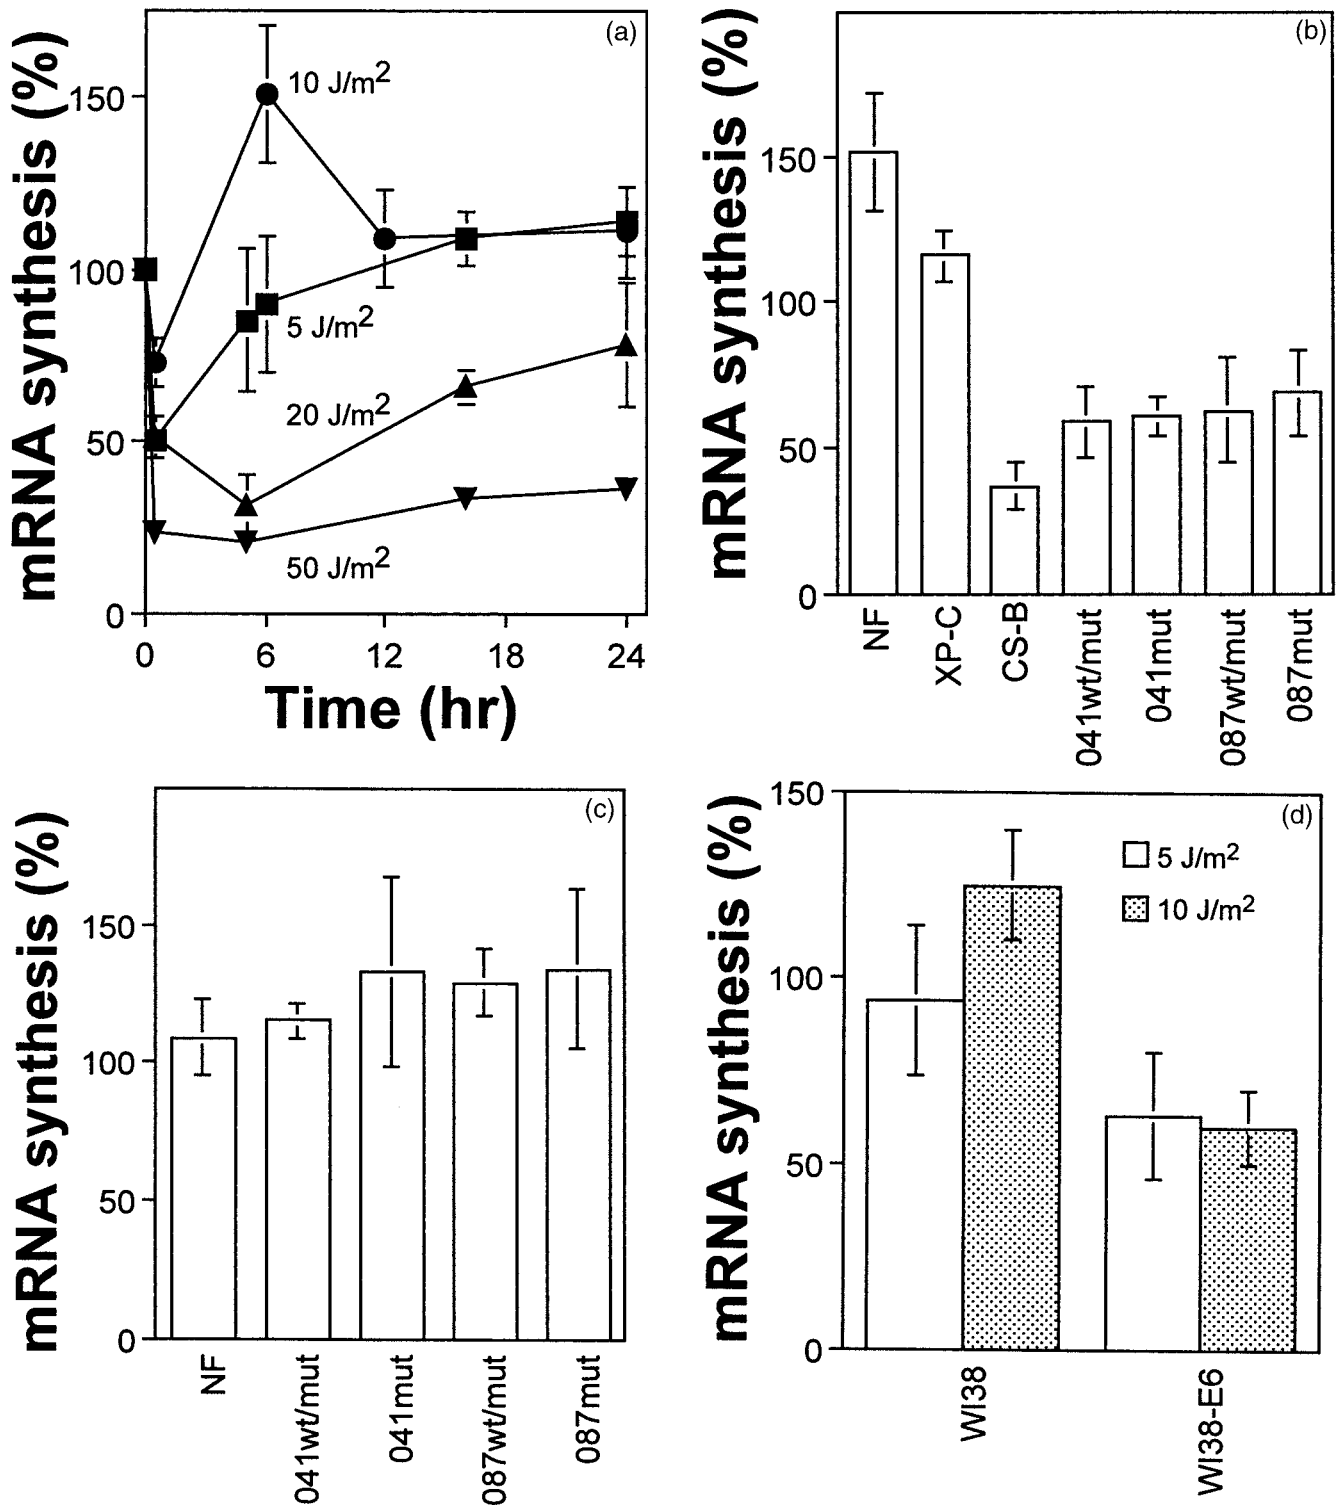 (a)
mRNA synthesis (%)
150
100
50
0
10 J/m2
5 J/m2
20 J/m2
50 J/m2
0 6 12 18 24
Time (hr)
(b)
mRNA synthesis (%)
150
100
50
0
NF
XP-C
CS-B
041wt/mut
041mut
087wt/mut
087mut
(c)
mRNA synthesis (%)
150
100
50
0
NF
041wt/mut
041mut
087wt/mut
087mut
(d)
mRNA synthesis (%)
150
100
50
0
5 J/m2
10 J/m2
WI38
WI38-E6